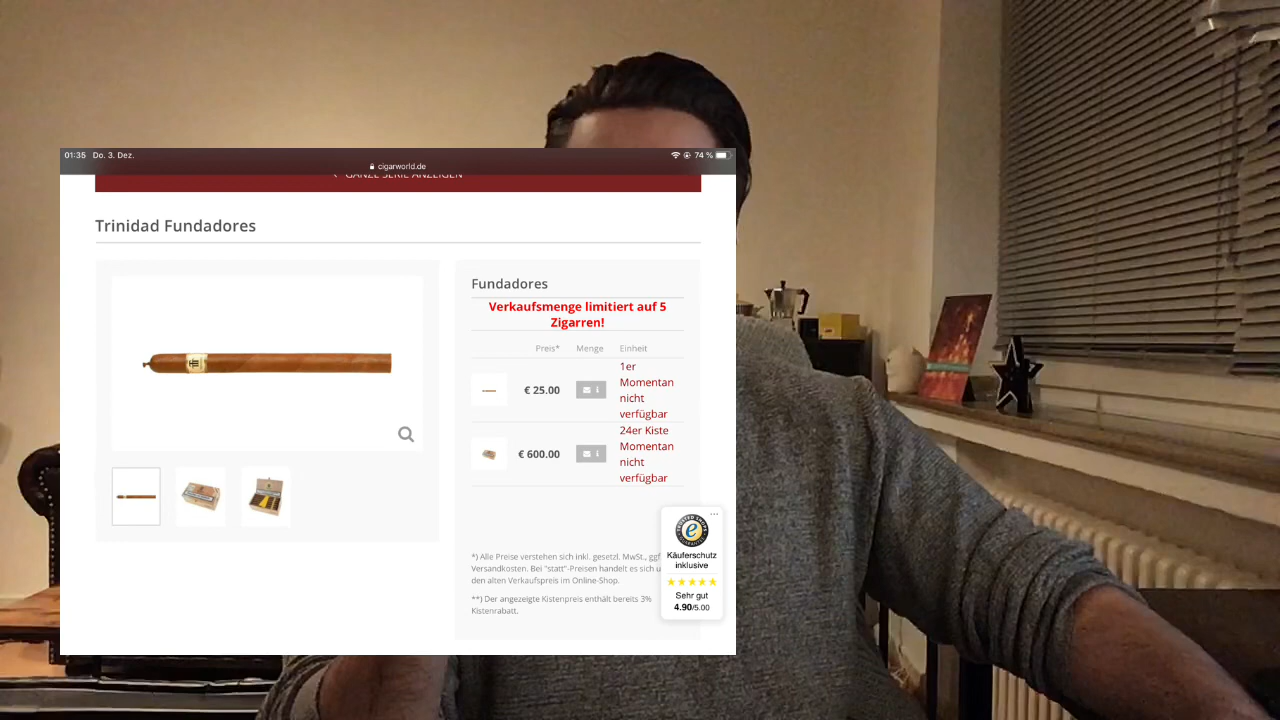 01:35 Do. 3. Dez.
74 %
cigarworld.de
GANZE SERIE ANZEIGEN
Trinidad Fundadores
Fundadores
Verkaufsmenge limitiert auf 5
Zigarren!
Preis* Menge Einheit
€ 25.00
1er
Momentan
nicht
verfügbar
€ 600.00
24er Kiste
Momentan
nicht
verfügbar
*) Alle Preise verstehen sich inkl. gesetzl. MwSt., ggf
Versandkosten. Bei "statt"-Preisen handelt es sich u
den alten Verkaufspreis im Online-Shop.
**) Der angezeigte Kistenpreis enthält bereits 3%
Kistenrabatt.
e
Käuferschutz
inklusive
Sehr gut
4.90/5.00